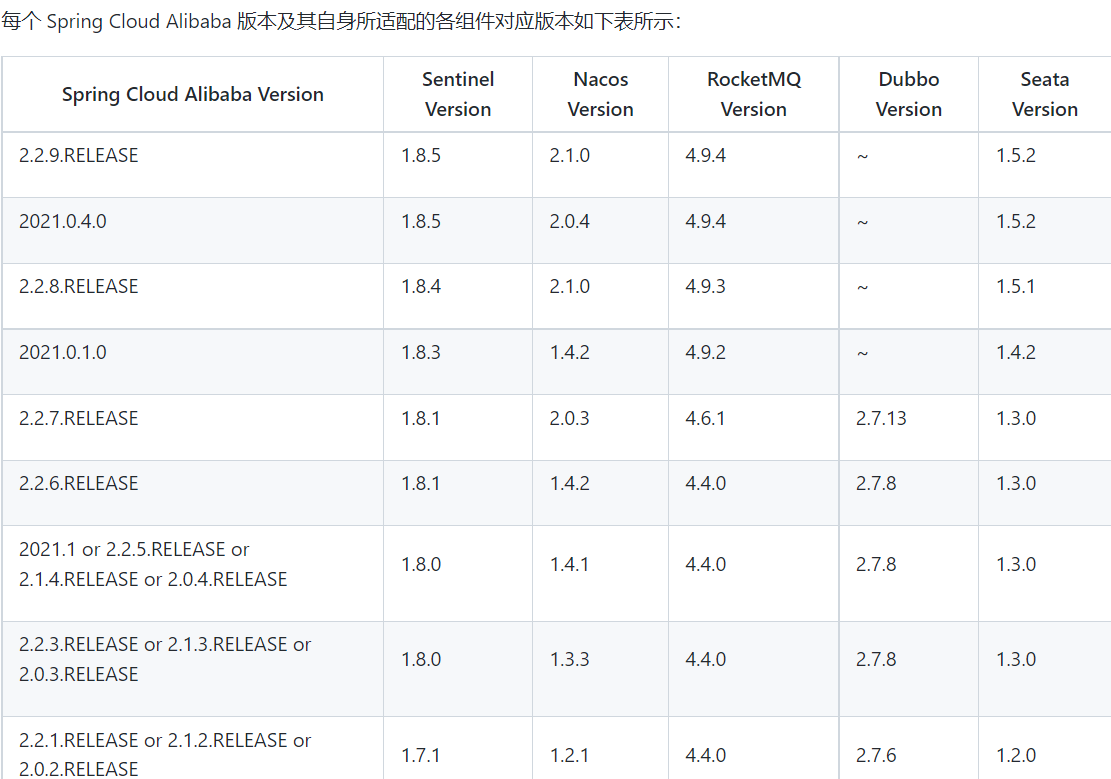 每个 Spring Cloud Alibaba 版本及其自身所适配的各组件对应版本如下表所示：
Spring Cloud Alibaba Version
Sentinel
Version
Nacos
Version
RocketMQ
Version
Dubbo
Version
Seata
Version
2.2.9.RELEASE 1.8.5 2.1.0 4.9.4 ~ 1.5.2
2021.0.4.0 1.8.5 2.0.4 4.9.4 ~ 1.5.2
2.2.8.RELEASE 1.8.4 2.1.0 4.9.3 ~ 1.5.1
2021.0.1.0 1.8.3 1.4.2 4.9.2 ~ 1.4.2
2.2.7.RELEASE 1.8.1 2.0.3 4.6.1 2.7.13 1.3.0
2.2.6.RELEASE 1.8.1 1.4.2 4.4.0 2.7.8 1.3.0
2021.1 or 2.2.5.RELEASE or
2.1.4.RELEASE or 2.0.4.RELEASE
1.8.0 1.4.1 4.4.0 2.7.8 1.3.0
2.2.3.RELEASE or 2.1.3.RELEASE or
2.0.3.RELEASE
1.8.0 1.3.3 4.4.0 2.7.8 1.3.0
2.2.1.RELEASE or 2.1.2.RELEASE or
2.0.2.RELEASE
1.7.1 1.2.1 4.4.0 2.7.6 1.2.0